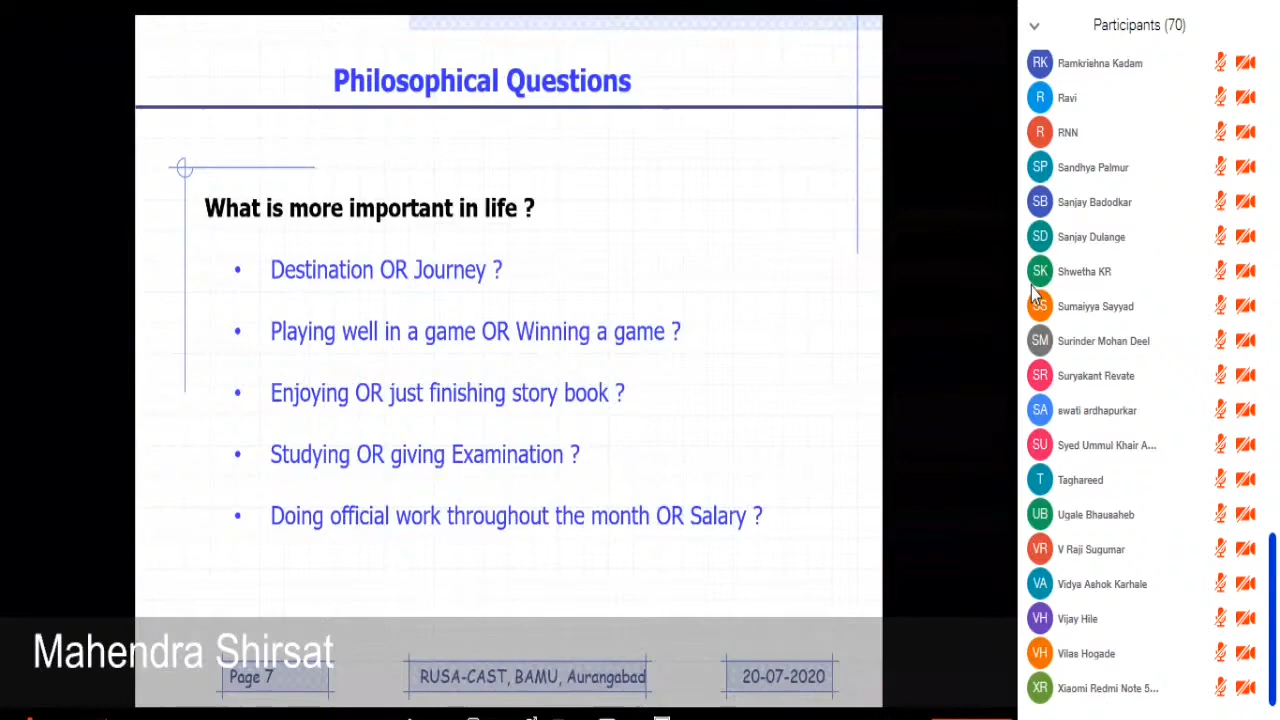 Philosophical Questions
What is more important in life ?
• Destination OR Journey ?
• Playing well in a game OR Winning a game ?
• Enjoying OR just finishing story book ?
• Studying OR giving Examination ?
• Doing official work throughout the month OR Salary ?
Mahendra Shirsat
Page 7
RUSA-CAST, BAMU, Aurangabad
20-07-2020
Participants (70)
RK Ramkrishna Kadam
R Ravi
R RNN
SP Sandhya Palmur
SB Sanjay Badodkar
SD Sanjay Dulange
SK Shwetha KR
SS Sumaiyya Sayyad
SM Surinder Mohan Deel
SR Suryakant Revate
SA swati ardhapurkar
SU Syed Ummul Khair A...
T Taghareed
UB Ugale Bhausaheb
VR V Raji Sugumar
VA Vidya Ashok Karhale
VH Vijay Hile
VH Vilas Hogade
XR Xiaomi Redmi Note 5...